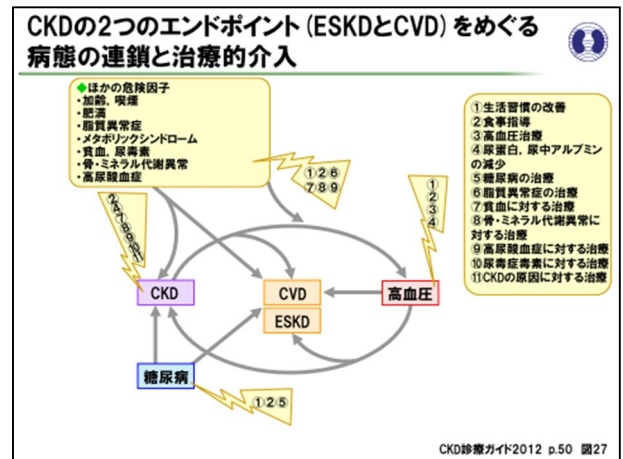 CKDの2つのエンドポイント(ESKDとCVD)をめぐる
病態の連鎖と治療的介入
◆ほかの危険因子
・加齢, 喫煙
・肥満
・脂質異常症
・メタボリックシンドローム
・貧血, 尿毒素
・骨・ミネラル代謝異常
・高尿酸血症
①②⑥
⑦⑧⑨
①
②
③
④
②
④
⑦
⑧
⑨
⑩
⑪
①生活習慣の改善
②食事指導
③高血圧治療
④尿蛋白, 尿中アルブミン
の減少
⑤糖尿病の治療
⑥脂質異常症の治療
⑦貧血に対する治療
⑧骨・ミネラル代謝異常に
対する治療
⑨高尿酸血症に対する治療
⑩尿毒症毒素に対する治療
⑪CKDの原因に対する治療
CKD
CVD
高血圧
ESKD
糖尿病
①②⑤
CKD診療ガイド2012 p.50 図27